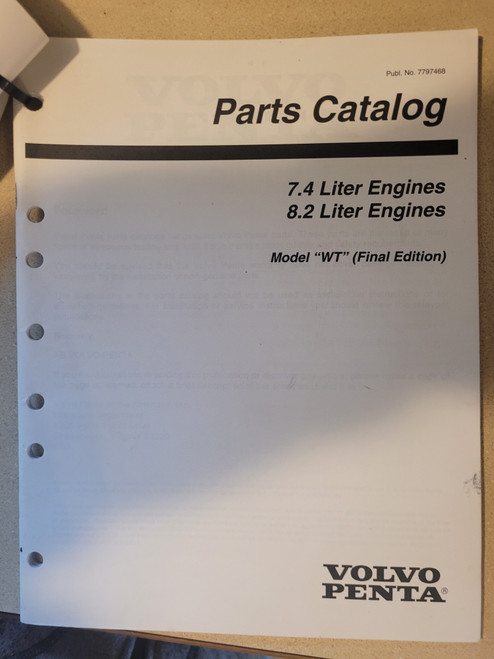 Publ. No. 7797468
Parts Catalog
7.4 Liter Engines
8.2 Liter Engines
Model “WT” (Final Edition)
VOLVO
PENTA®